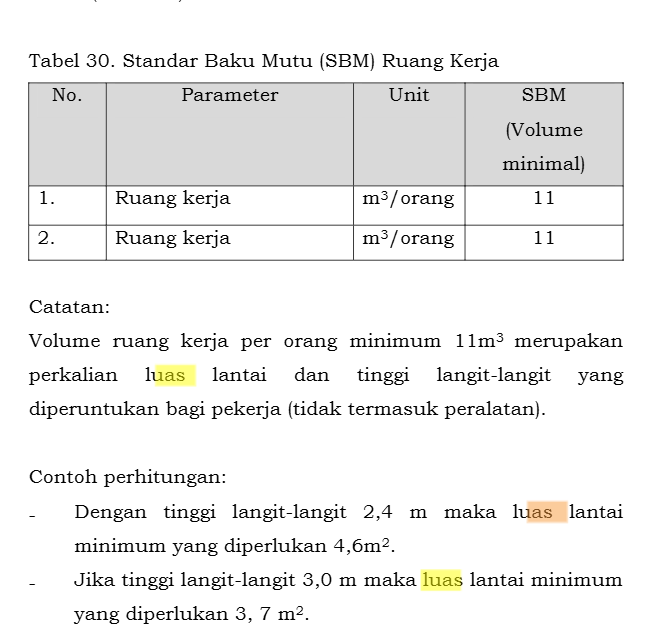 Tabel 30. Standar Baku Mutu (SBM) Ruang Kerja
No. Parameter Unit SBM
(Volume
minimal)
1. Ruang kerja m³/orang 11
2. Ruang kerja m³/orang 11
Catatan:
Volume ruang kerja per orang minimum 11m³ merupakan
perkalian luas lantai dan tinggi langit-langit yang
diperuntukan bagi pekerja (tidak termasuk peralatan).
Contoh perhitungan:
- Dengan tinggi langit-langit 2,4 m maka luas lantai
minimum yang diperlukan 4,6m².
- Jika tinggi langit-langit 3,0 m maka luas lantai minimum
yang diperlukan 3, 7 m².